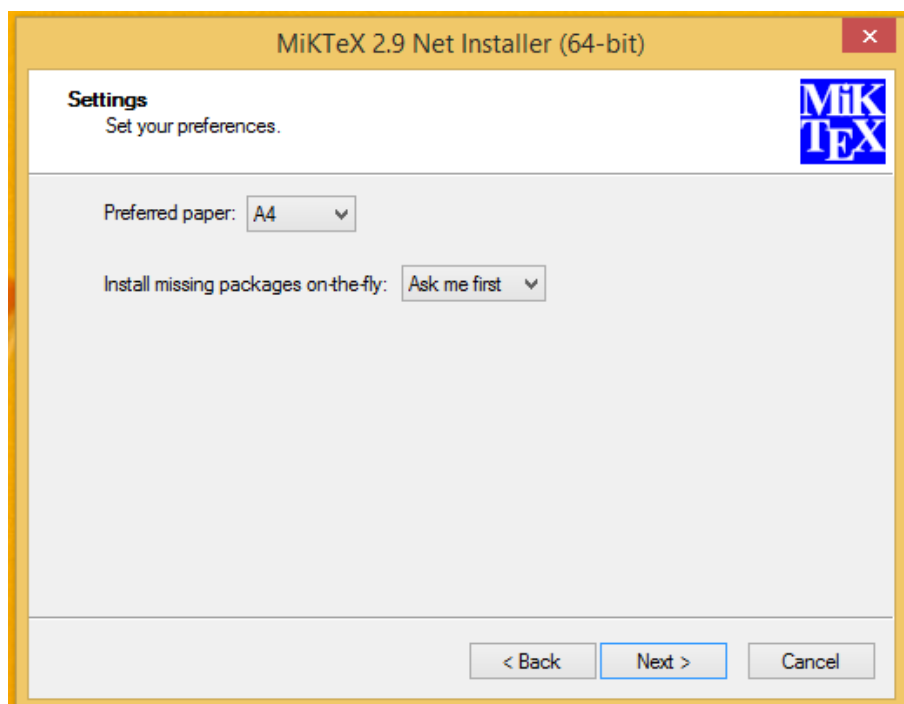 MiKTeX 2.9 Net Installer (64-bit)
Settings
MiK
Set your preferences.
TEX
Preferred paper: A4
Install missing packages on-the-fly: Ask me first
< Back Next > Cancel